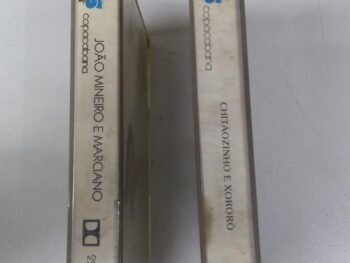 copacabana
JOÃO MINEIRO E MARCIANO
copacabana
CHITÃOZINHO E XORORÓ